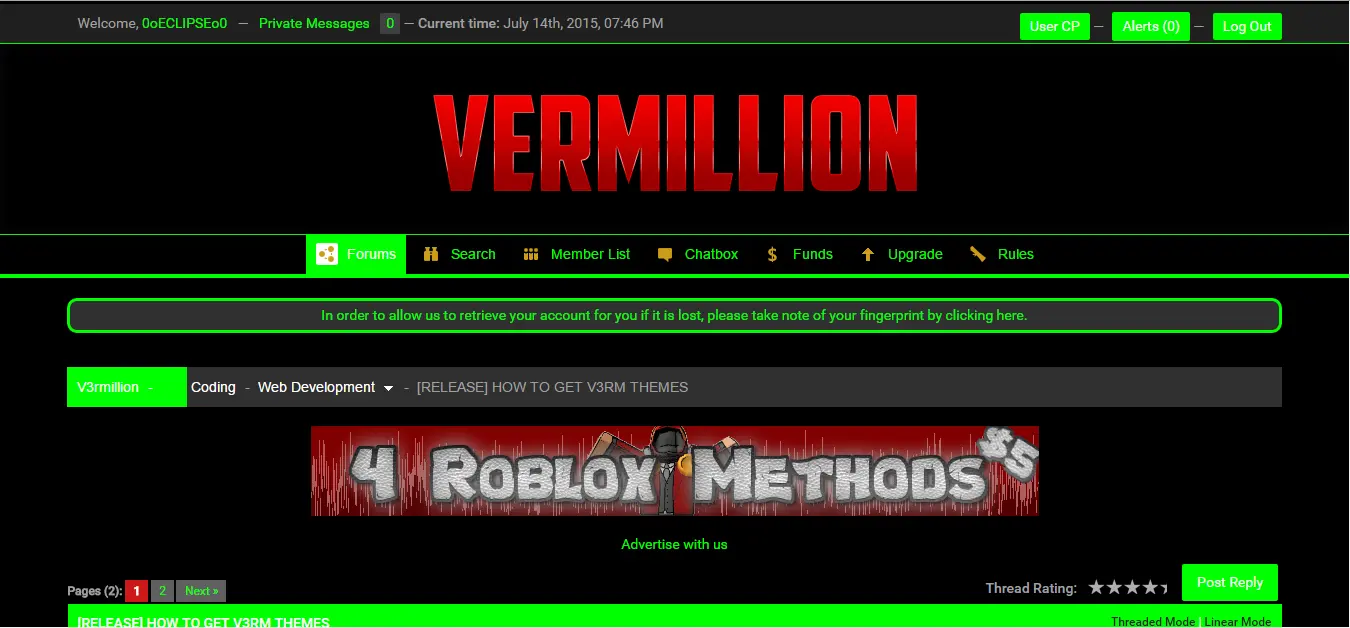 Welcome, 0oECLIPSEo0 — Private Messages 0 — Current time: July 14th, 2015, 07:46 PM User CP — Alerts (0) — Log Out
VERMILLION
Forums Search Member List Chatbox $ Funds Upgrade Rules
In order to allow us to retrieve your account for you if it is lost, please take note of your fingerprint by clicking here.
V3rmillion - Coding - Web Development - [RELEASE] HOW TO GET V3RM THEMES
4 ROBLOX METHODS $5
Advertise with us
Pages (2): 1 2 Next » Thread Rating: Post Reply
[RELEASE] HOW TO GET V3RM THEMES Threaded Mode | Linear Mode